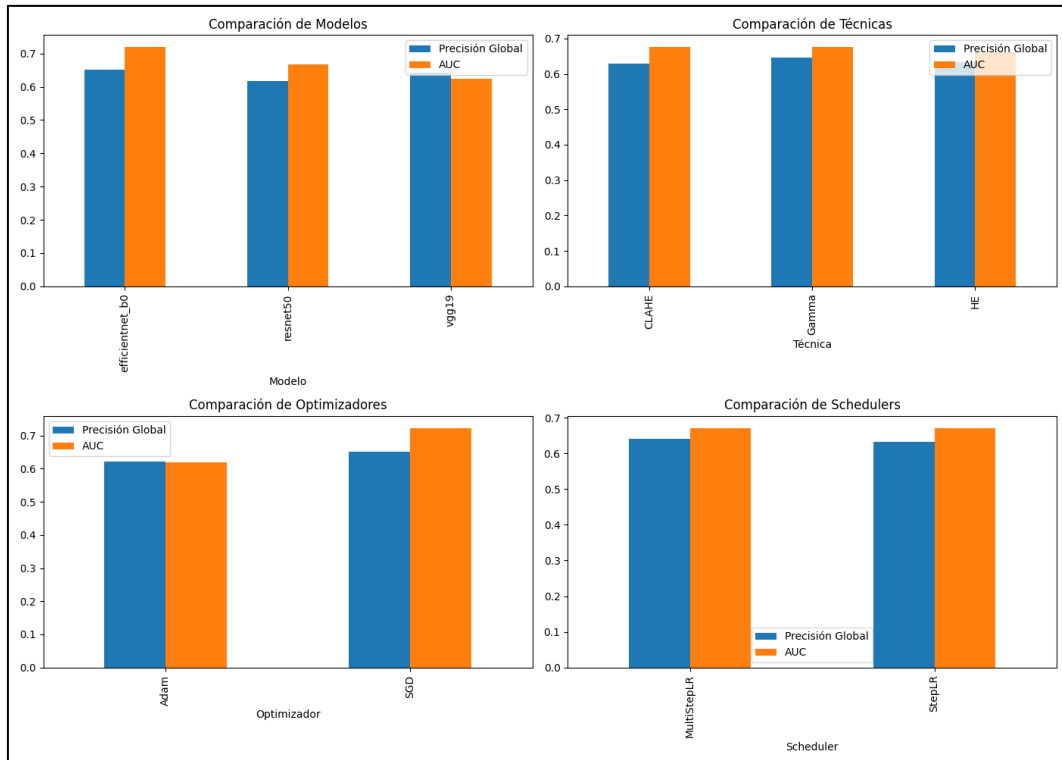 Comparación de Modelos
Precisión Global
AUC
0.7
0.6
0.5
0.4
0.3
0.2
0.1
0.0
efficientnet_b0
resnet50
vgg19
Modelo
Comparación de Técnicas
Precisión Global
AUC
0.7
0.6
0.5
0.4
0.3
0.2
0.1
0.0
CLAHE
Gamma
HE
Técnica
Comparación de Optimizadores
Precisión Global
AUC
0.7
0.6
0.5
0.4
0.3
0.2
0.1
0.0
Adam
SGD
Optimizador
Comparación de Schedulers
0.7
0.6
0.5
0.4
0.3
0.2
0.1
0.0
Precisión Global
AUC
MultiStepLR
StepLR
Scheduler